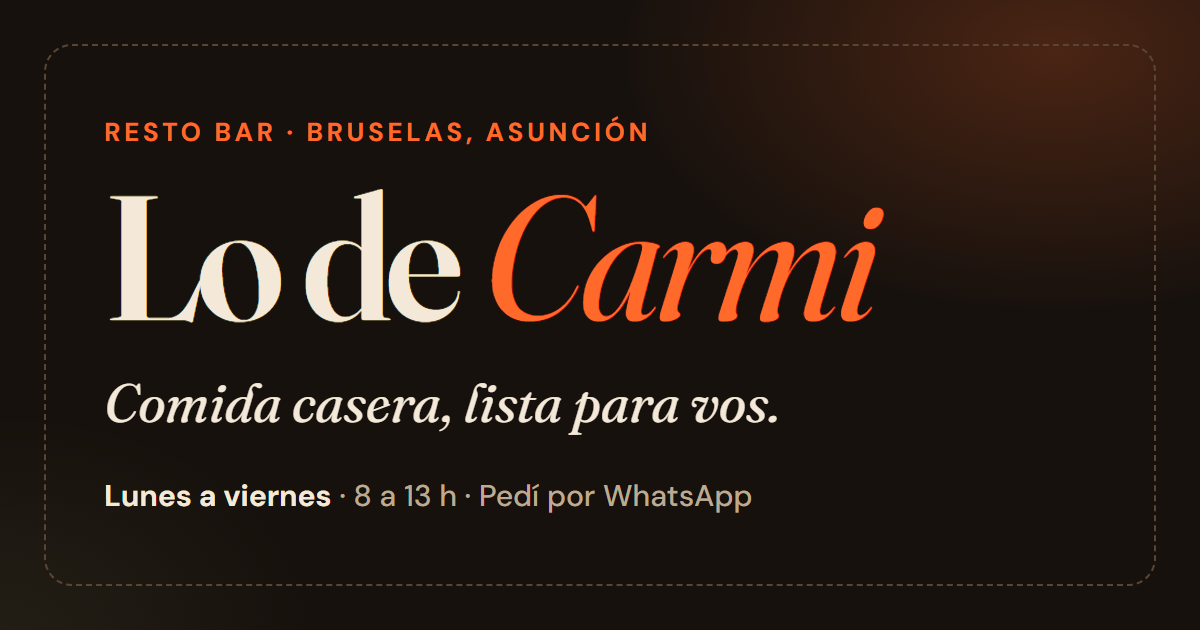 RESTO BAR · BRUSELAS, ASUNCIÓN
Lo de Carmi
Comida casera, lista para vos.
Lunes a viernes · 8 a 13 h · Pedí por WhatsApp